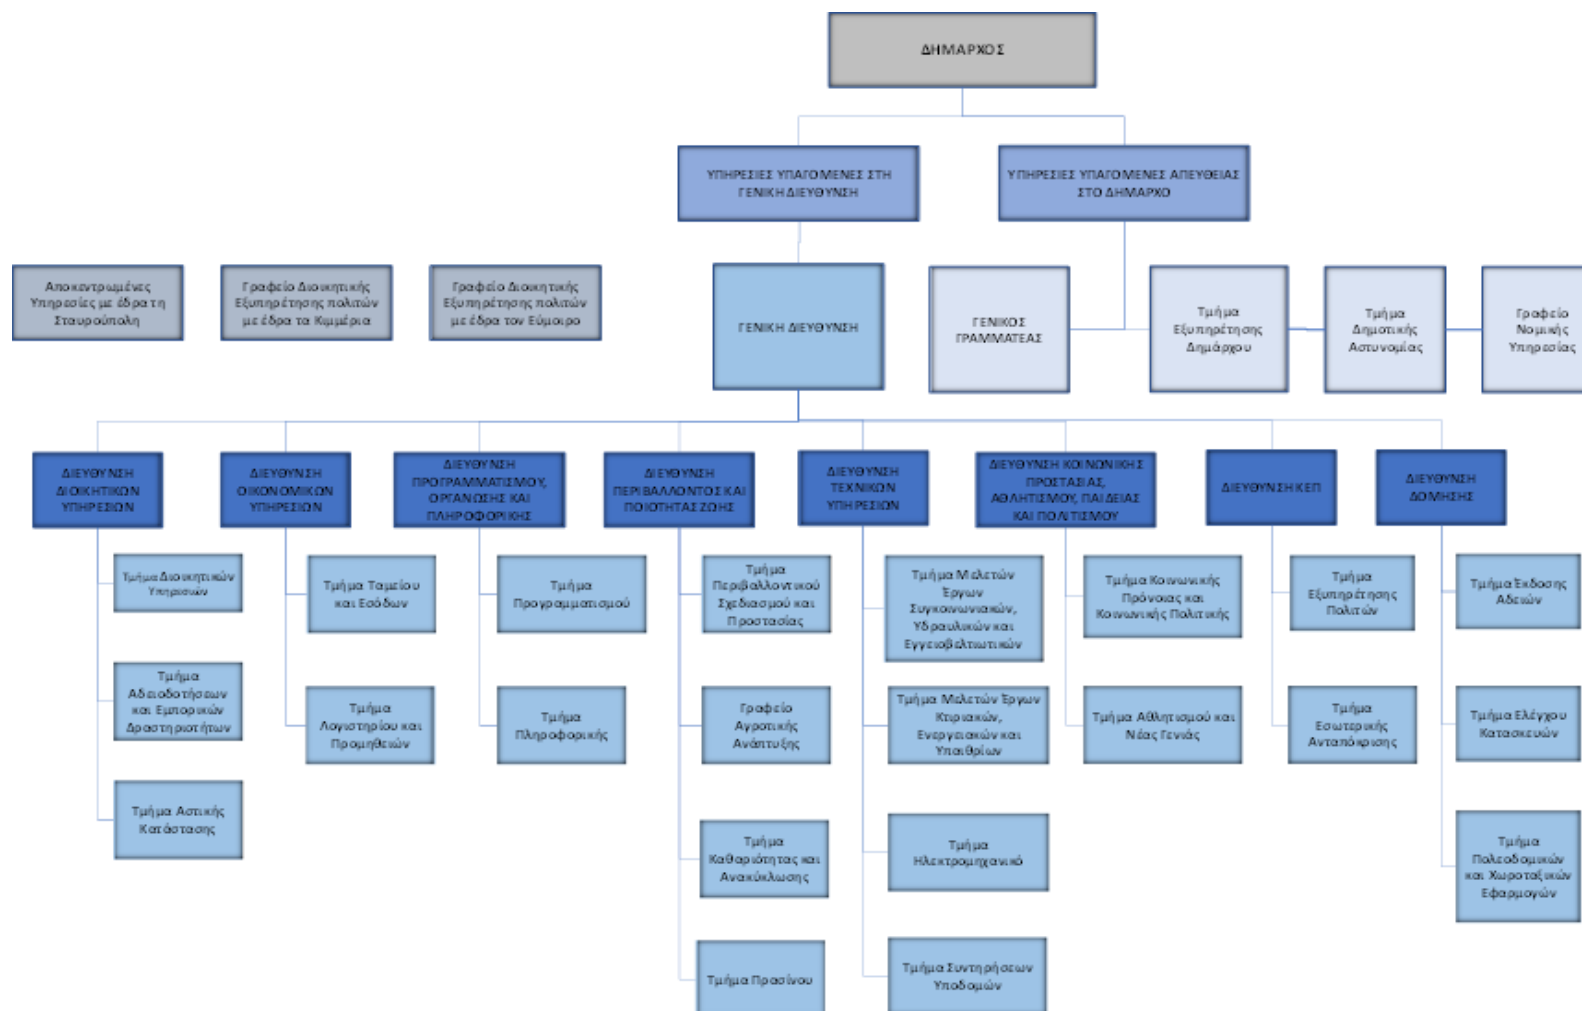 ΔΗΜΑΡΧΟΣ
ΥΠΗΡΕΣΙΕΣ ΥΠΑΓΟΜΕΝΕΣ ΣΤΗ
ΓΕΝΙΚΗ ΔΙΕΥΘΥΝΣΗ
ΥΠΗΡΕΣΙΕΣ ΥΠΑΓΟΜΕΝΕΣ ΑΠΕΥΘΕΙΑΣ
ΣΤΟ ΔΗΜΑΡΧΟ
Αποκεντρωμένες
Υπηρεσίες με έδρα τη
Σταυρούπολη
Γραφείο Διοικητικής
Εξυπηρέτησης πολιτών
με έδρα τα Κιμμέρια
Γραφείο Διοικητικής
Εξυπηρέτησης πολιτών
με έδρα τον Εύμοιρο
ΓΕΝΙΚΗ ΔΙΕΥΘΥΝΣΗ
ΓΕΝΙΚΟΣ
ΓΡΑΜΜΑΤΕΑΣ
Τμήμα
Εξυπηρέτησης
Δημάρχου
Τμήμα
Δημοτικής
Αστυνομίας
Γραφείο
Νομικής
Υπηρεσίας
ΔΙΕΥΘΥΝΣΗ
ΔΙΟΙΚΗΤΙΚΩΝ
ΥΠΗΡΕΣΙΩΝ
ΔΙΕΥΘΥΝΣΗ
ΟΙΚΟΝΟΜΙΚΩΝ
ΥΠΗΡΕΣΙΩΝ
ΔΙΕΥΘΥΝΣΗ
ΠΡΟΓΡΑΜΜΑΤΙΣΜΟΥ,
ΟΡΓΑΝΩΣΗΣ ΚΑΙ
ΠΛΗΡΟΦΟΡΙΚΗΣ
ΔΙΕΥΘΥΝΣΗ
ΠΕΡΙΒΑΛΛΟΝΤΟΣ ΚΑΙ
ΠΟΙΟΤΗΤΑΣ ΖΩΗΣ
ΔΙΕΥΘΥΝΣΗ
ΤΕΧΝΙΚΩΝ
ΥΠΗΡΕΣΙΩΝ
ΔΙΕΥΘΥΝΣΗ ΚΟΙΝΩΝΙΚΗΣ
ΠΡΟΣΤΑΣΙΑΣ,
ΑΘΛΗΤΙΣΜΟΥ, ΠΑΙΔΕΙΑΣ
ΚΑΙ ΠΟΛΙΤΙΣΜΟΥ
ΔΙΕΥΘΥΝΣΗ ΚΕΠ
ΔΙΕΥΘΥΝΣΗ
ΔΟΜΗΣΗΣ
Τμήμα Διοικητικών
Υπηρεσιών
Τμήμα Ταμείου
και Εσόδων
Τμήμα
Προγραμματισμού
Τμήμα
Περιβαλλοντικού
Σχεδιασμού και
Προστασίας
Τμήμα Μελετών
Έργων
Συγκοινωνιακών,
Υδραυλικών και
Εγγειοβελτιωτικών
Τμήμα Κοινωνικής
Πρόνοιας και
Κοινωνικής Πολιτικής
Τμήμα
Εξυπηρέτησης
Πολιτών
Τμήμα Έκδοσης
Αδειών
Τμήμα
Αδειοδοτήσεων
και Εμπορικών
Δραστηριοτήτων
Τμήμα
Λογιστηρίου και
Προμηθειών
Τμήμα
Πληροφορικής
Γραφείο
Αγροτικής
Ανάπτυξης
Τμήμα Μελετών Έργων
Κτιριακών,
Ενεργειακών και
Υπαιθρίων
Τμήμα Αθλητισμού και
Νέας Γενιάς
Τμήμα
Εσωτερικής
Ανταπόκρισης
Τμήμα Ελέγχου
Κατασκευών
Τμήμα Αστικής
Κατάστασης
Τμήμα
Καθαριότητας και
Ανακύκλωσης
Τμήμα
Ηλεκτρομηχανικό
Τμήμα
Πολεοδομικών
και Χωροταξικών
Εφαρμογών
Τμήμα Πρασίνου
Τμήμα Συντηρήσεων
Υποδομών